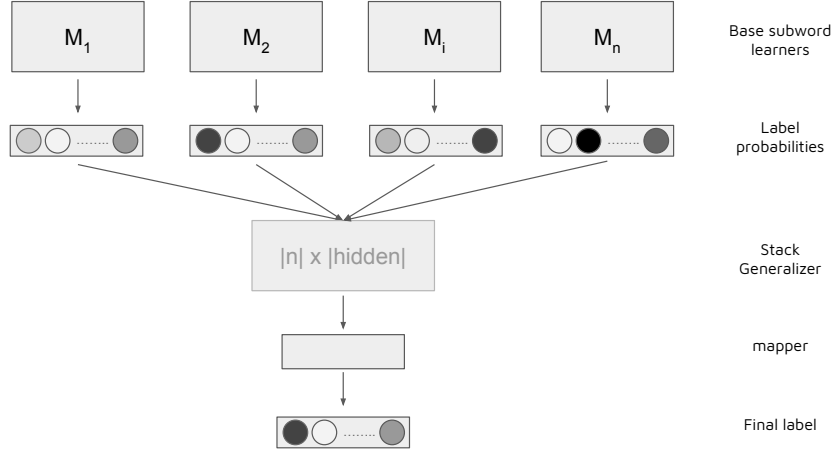 M1 M2 Mi Mn
Base subword
learners
Label
probabilities
|n| x |hidden|
Stack
Generalizer
mapper
Final label